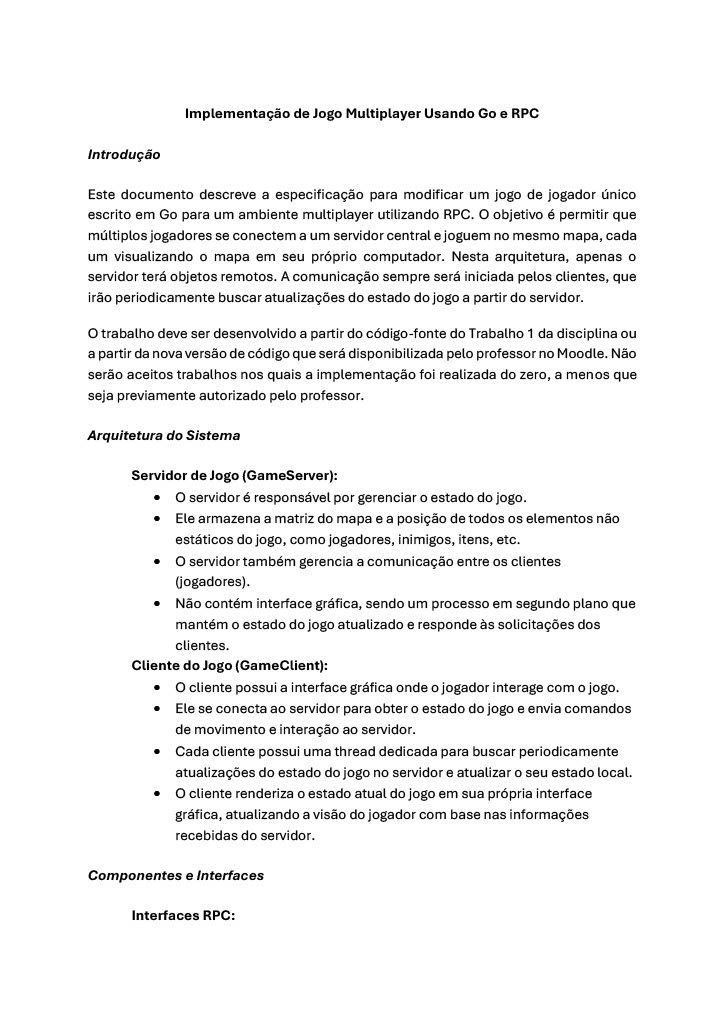 Implementação de Jogo Multiplayer Usando Go e RPC
Introdução
Este documento descreve a especificação para modificar um jogo de jogador único
escrito em Go para um ambiente multiplayer utilizando RPC. O objetivo é permitir que
múltiplos jogadores se conectem a um servidor central e joguem no mesmo mapa, cada
um visualizando o mapa em seu próprio computador. Nesta arquitetura, apenas o
servidor terá objetos remotos. A comunicação sempre será iniciada pelos clientes, que
irão periodicamente buscar atualizações do estado do jogo a partir do servidor.
O trabalho deve ser desenvolvido a partir do código-fonte do Trabalho 1 da disciplina ou
a partir da nova versão de código que será disponibilizada pelo professor no Moodle. Não
serão aceitos trabalhos nos quais a implementação foi realizada do zero, a menos que
seja previamente autorizado pelo professor.
Arquitetura do Sistema
Servidor de Jogo (GameServer):
• O servidor é responsável por gerenciar o estado do jogo.
• Ele armazena a matriz do mapa e a posição de todos os elementos não
estáticos do jogo, como jogadores, inimigos, itens, etc.
• O servidor também gerencia a comunicação entre os clientes
(jogadores).
• Não contém interface gráfica, sendo um processo em segundo plano que
mantém o estado do jogo atualizado e responde às solicitações dos
clientes.
Cliente do Jogo (GameClient):
• O cliente possui a interface gráfica onde o jogador interage com o jogo.
• Ele se conecta ao servidor para obter o estado do jogo e envia comandos
de movimento e interação ao servidor.
• Cada cliente possui uma thread dedicada para buscar periodicamente
atualizações do estado do jogo no servidor e atualizar o seu estado local.
• O cliente renderiza o estado atual do jogo em sua própria interface
gráfica, atualizando a visão do jogador com base nas informações
recebidas do servidor.
Componentes e Interfaces
Interfaces RPC: